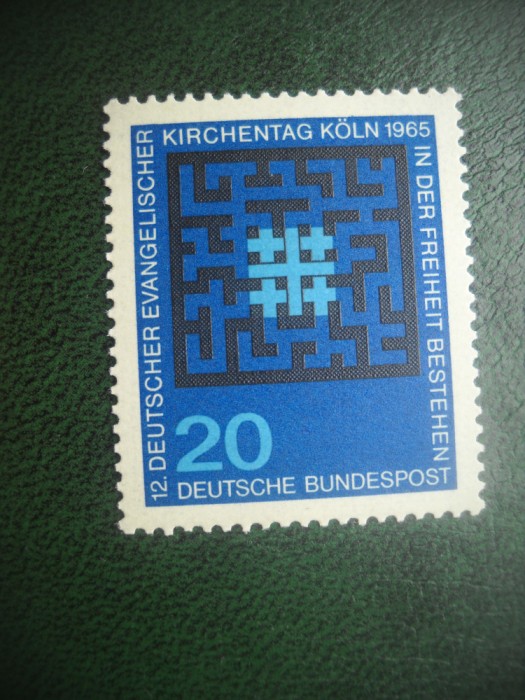 12. DEUTSCHER EVANGELISCHER
KIRCHENTAG KÖLN 1965
IN DER FREIHEIT BESTEHEN
20
DEUTSCHE BUNDESPOST